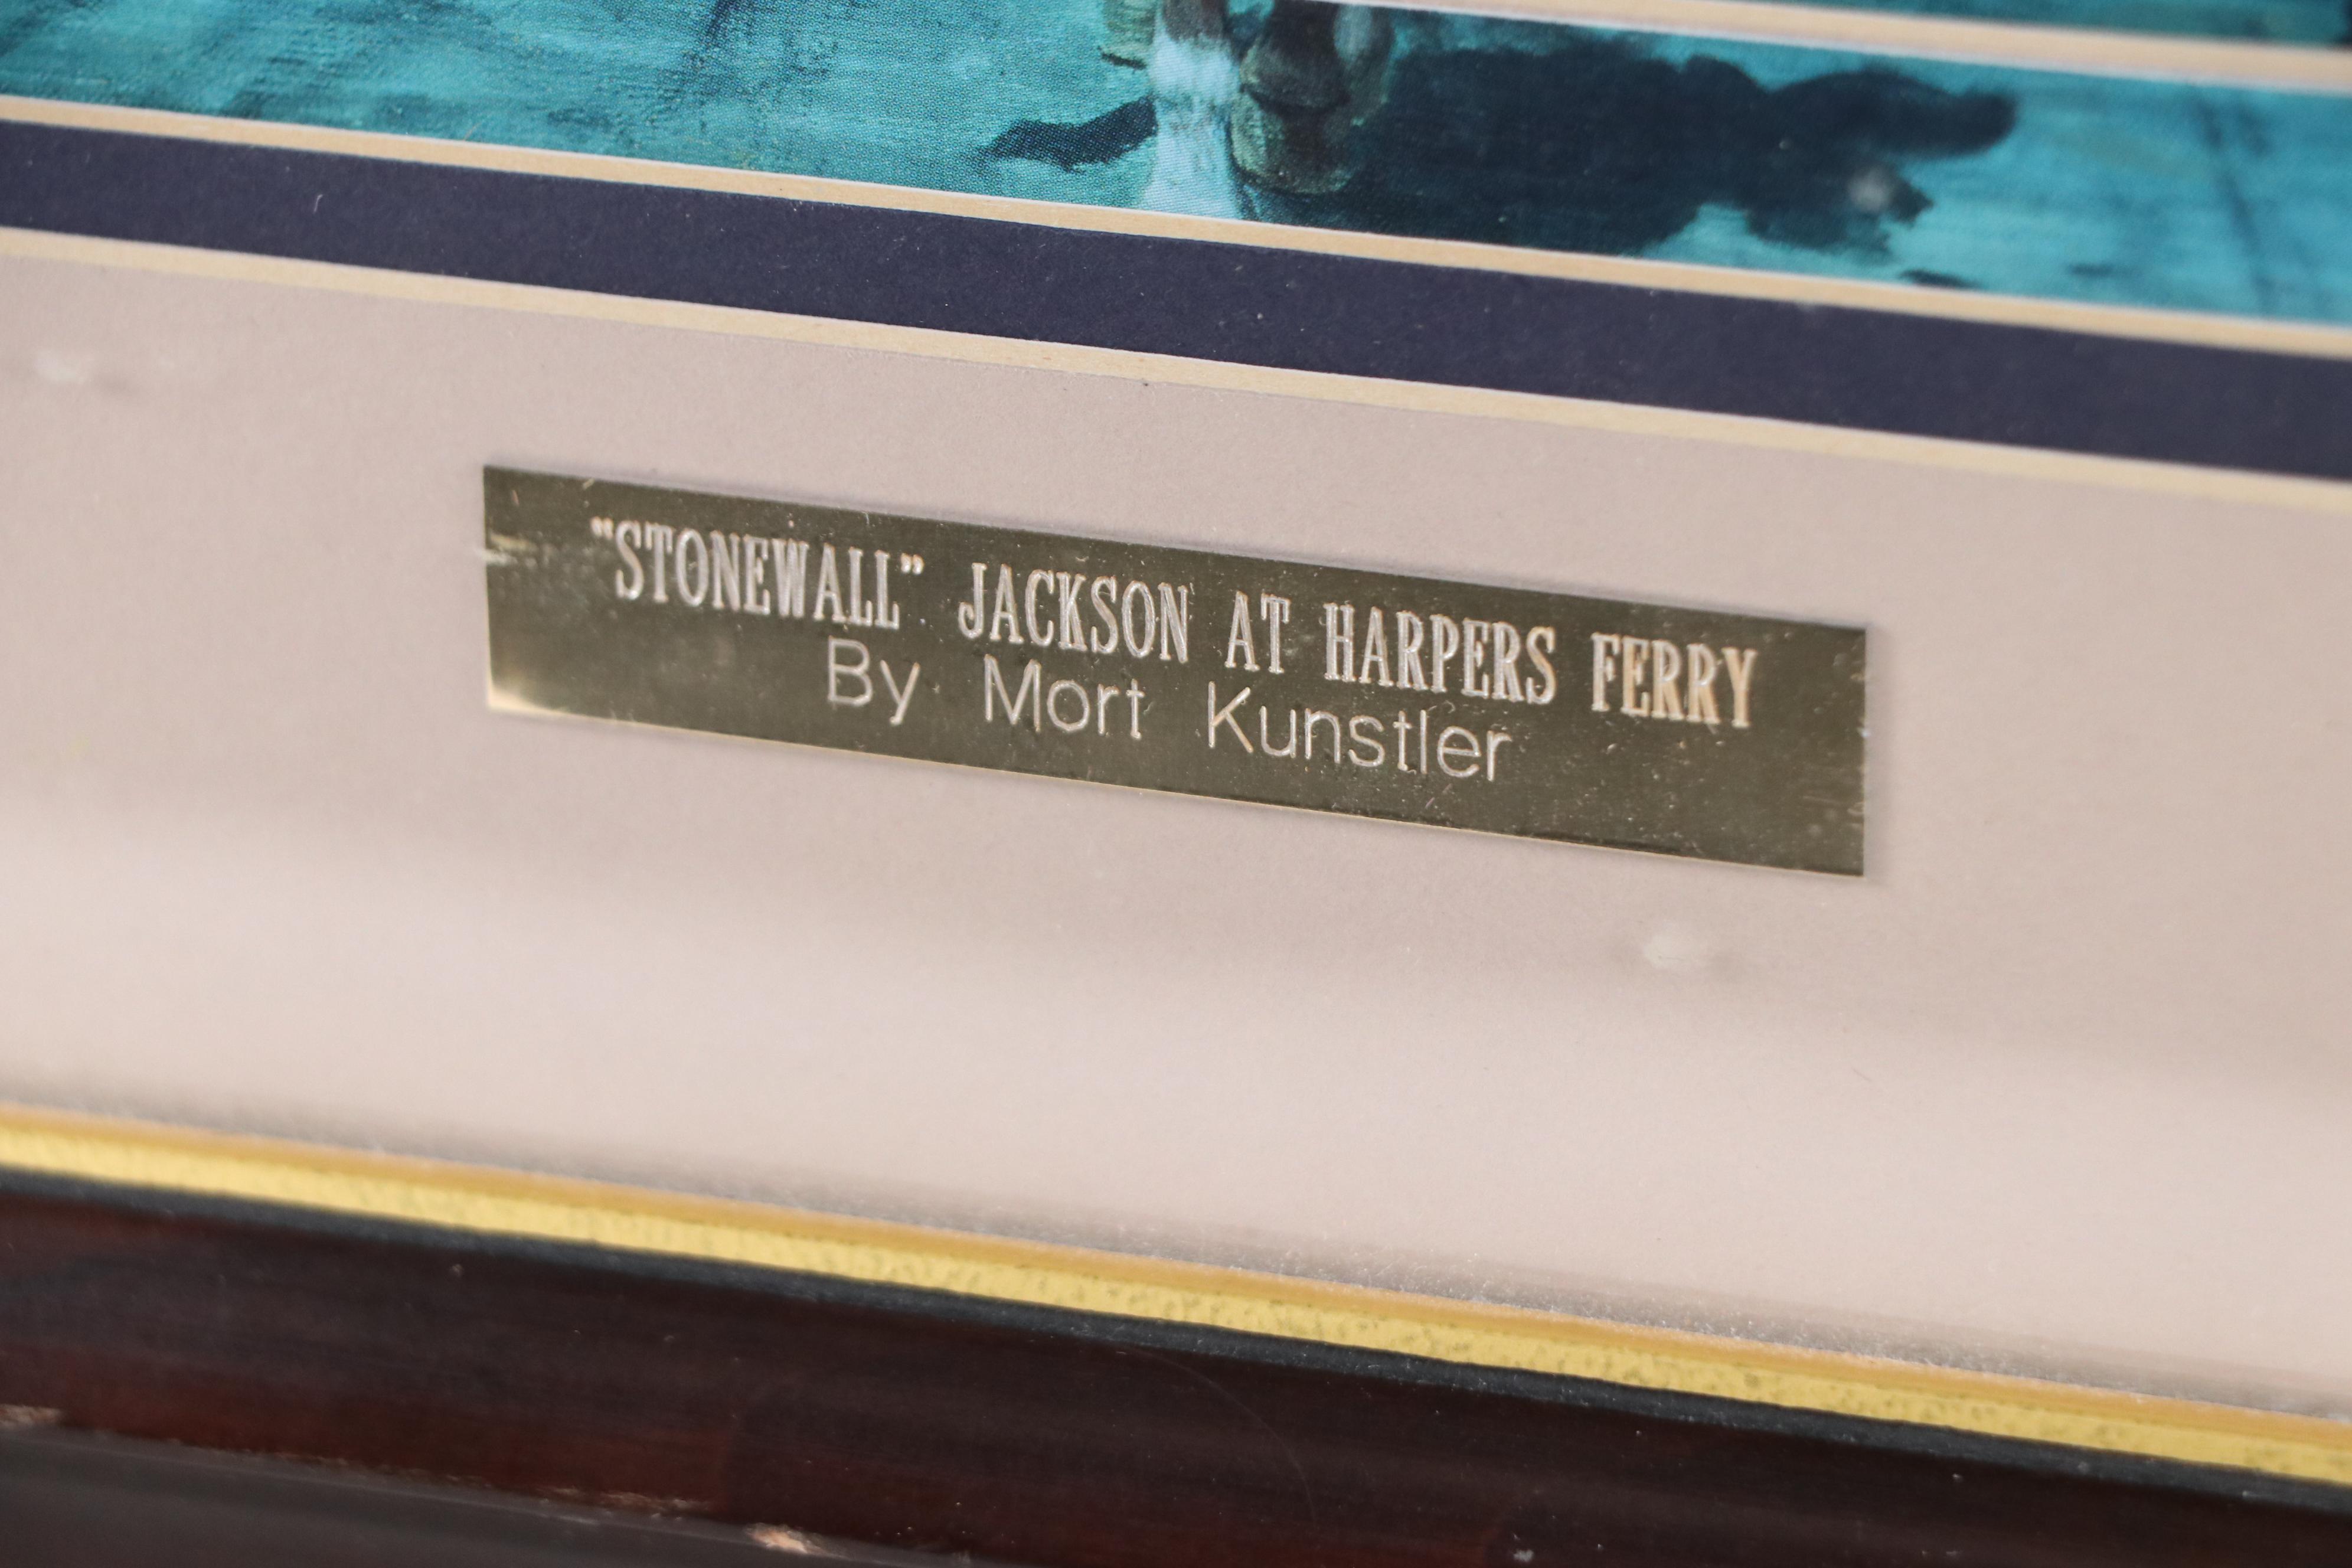 "STONEWALL" JACKSON AT HARPERS FERRY
By Mort Kunstler